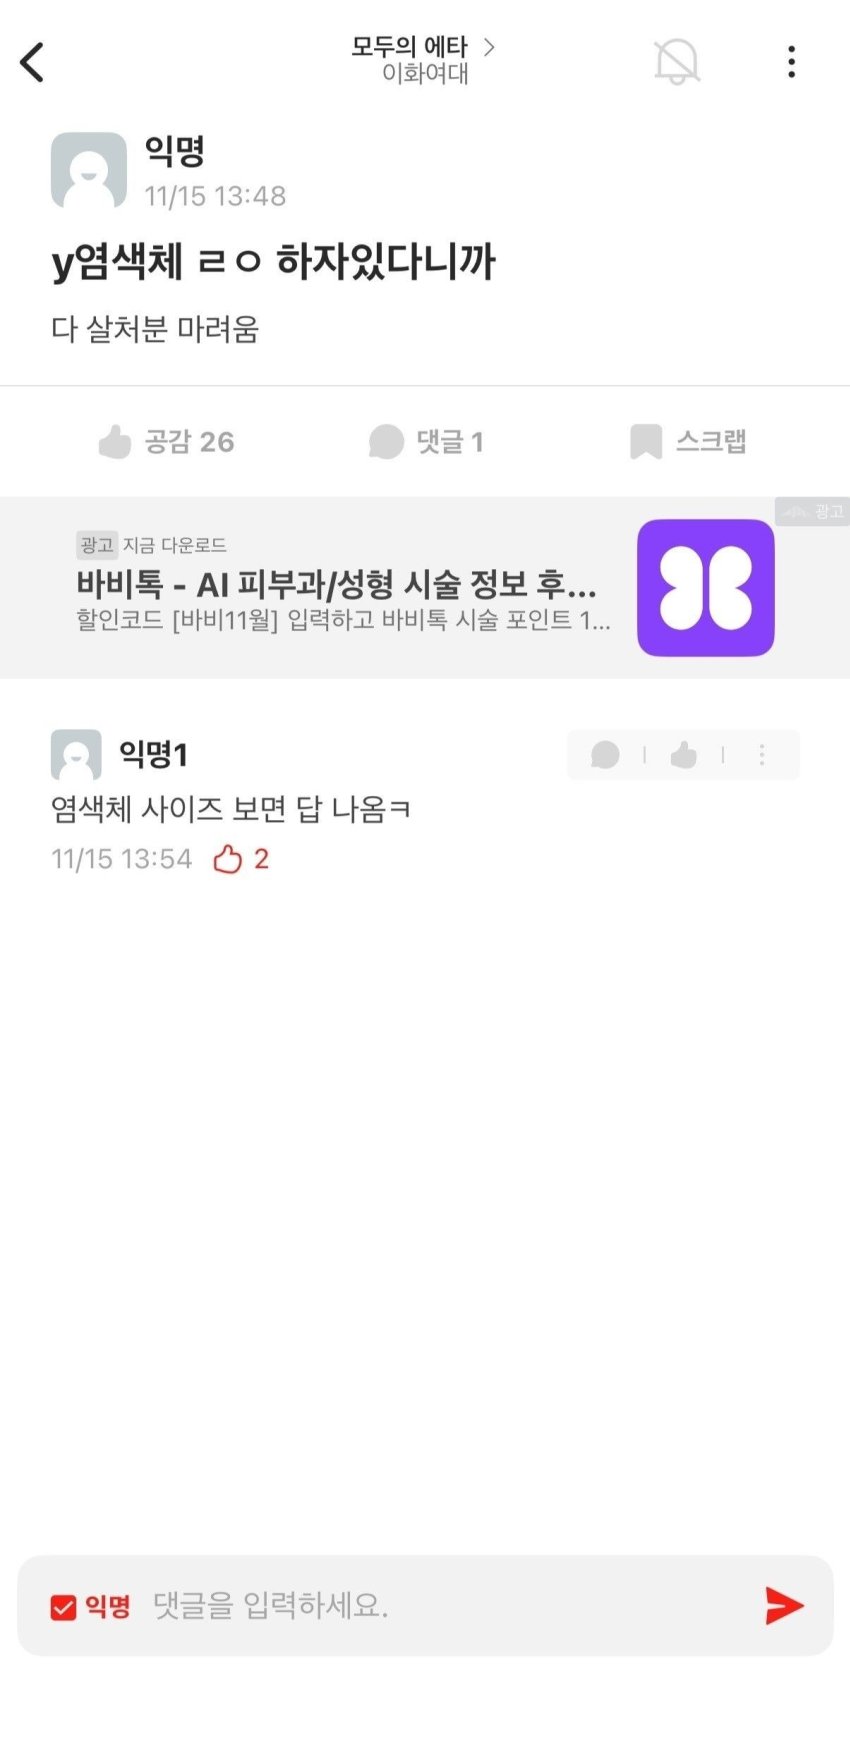 모두의 에타
이화여대
익명
11/15 13:48
y염색체 ㄹㅇ 하자있다니까
다 살처분 마려움
공감 26
댓글 1
스크랩
광고
광고 지금 다운로드
바비톡 - AI 피부과/성형 시술 정보 후...
할인코드 [바비11월] 입력하고 바비톡 시술 포인트 1...
익명1
염색체 사이즈 보면 답 나옴ㅋ
11/15 13:54 2
익명 댓글을 입력하세요.